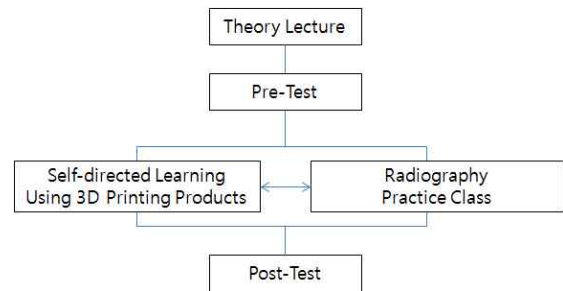 Theory Lecture
Pre-Test
Self-directed Learning
Using 3D Printing Products
Radiography
Practice Class
Post-Test